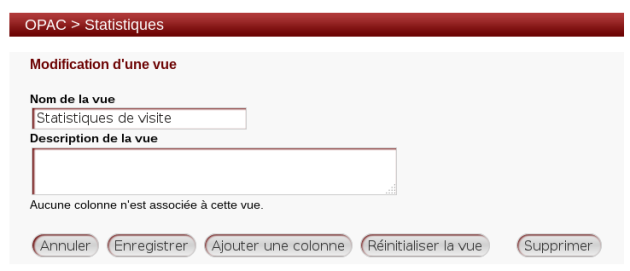 OPAC > Statistiques
Modification d'une vue
Nom de la vue
Statistiques de visite
Description de la vue
Aucune colonne n'est associée à cette vue.
Annuler Enregistrer Ajouter une colonne Réinitialiser la vue Supprimer